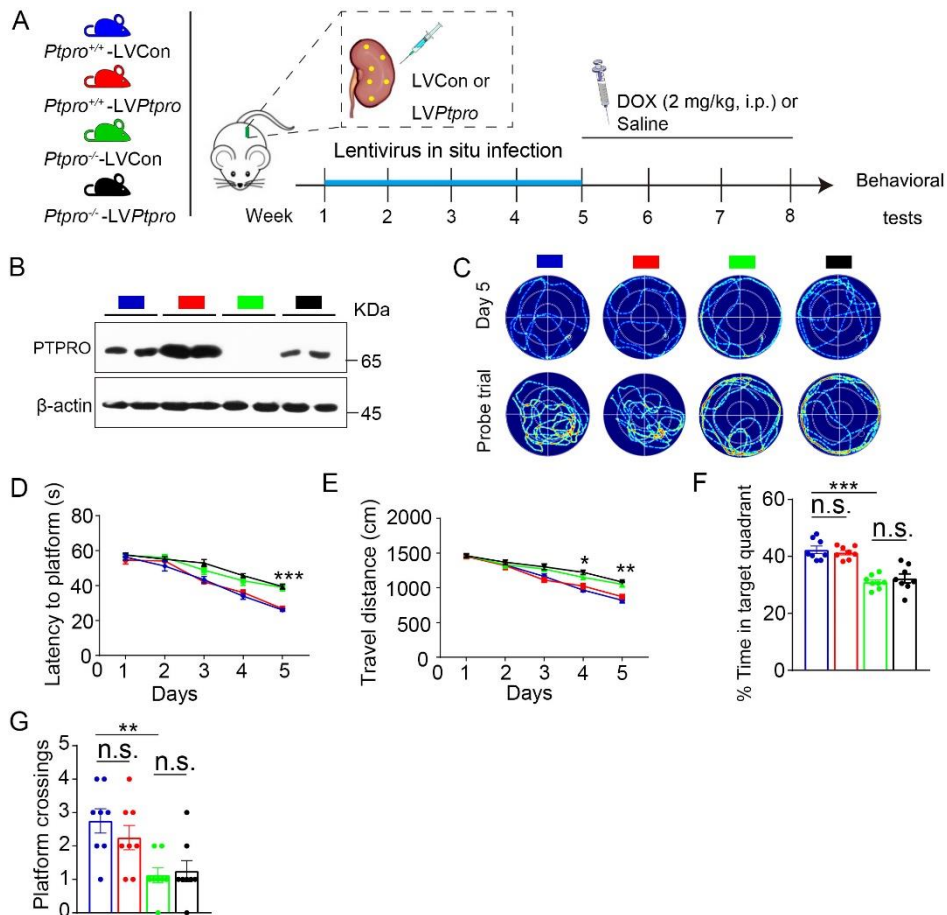 A
Ptpro+/+-LVCon
Ptpro+/+-LVPtpro
Ptpro-/-LVCon
Ptpro-/- -LVPtpro
LVCon or
LVPtpro
DOX (2 mg/kg, i.p.) or
Saline
Lentivirus in situ infection
Week
1 2 3 4 5 6 7 8
Behavioral
tests
B
KDa
PTPRO
65
β-actin
45
C
Day 5
Probe trial
D
Latency to platform (s)
80
60
40
20
0
***
1 2 3 4 5
Days
E
Travel distance (cm)
2000
1500
1000
500
0
* **
1 2 3 4 5
Days
F
% Time in target quadrant
60
40
20
0
***
n.s.
n.s.
G
Platform crossings
5
4
3
2
1
0
**
n.s.
n.s.